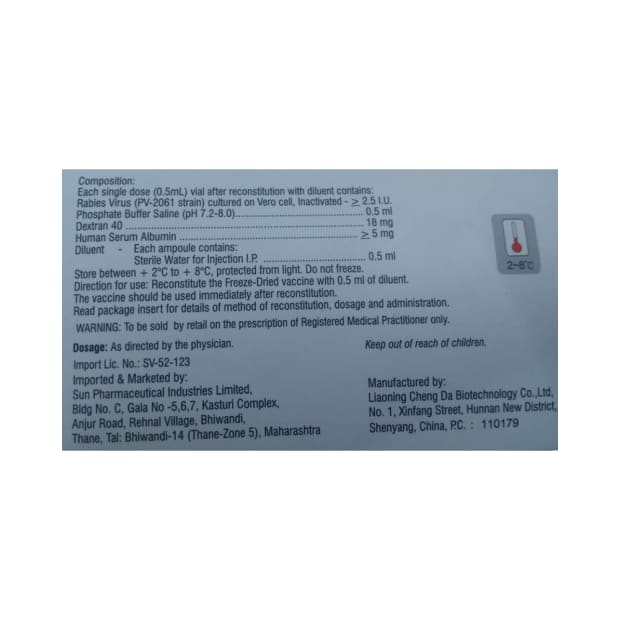 Composition:
Each single dose (0.5mL) vial after reconstitution with diluent contains:
Rabies Virus (PV-2061 strain) cultured on Vero cell, Inactivated - ≥ 2.5 I.U.
Phosphate Buffer Saline (pH 7.2-8.0)........................................ 0.5 ml
Dextran 40 ........................................................................ 18 mg
Human Serum Albumin ...................................................... ≥ 5 mg
Diluent - Each ampoule contains:
Sterile Water for Injection I.P. ............................... 0.5 ml
Store between + 2°C to + 8°C, protected from light. Do not freeze.
Direction for use: Reconstitute the Freeze-Dried vaccine with 0.5 ml of diluent.
The vaccine should be used immediately after reconstitution.
Read package insert for details of method of reconstitution, dosage and administration.
WARNING: To be sold by retail on the prescription of Registered Medical Practitioner only.
Dosage: As directed by the physician.
Keep out of reach of children.
Import Lic. No.: SV-52-123
Imported & Marketed by:
Sun Pharmaceutical Industries Limited,
Bldg No. C, Gala No -5,6,7, Kasturi Complex,
Anjur Road, Rehnal Village, Bhiwandi,
Thane, Tal: Bhiwandi-14 (Thane-Zone 5), Maharashtra
Manufactured by:
Liaoning Cheng Da Biotechnology Co.,Ltd,
No. 1, Xinfang Street, Hunnan New District,
Shenyang, China, P.C. : 110179
2~8°C